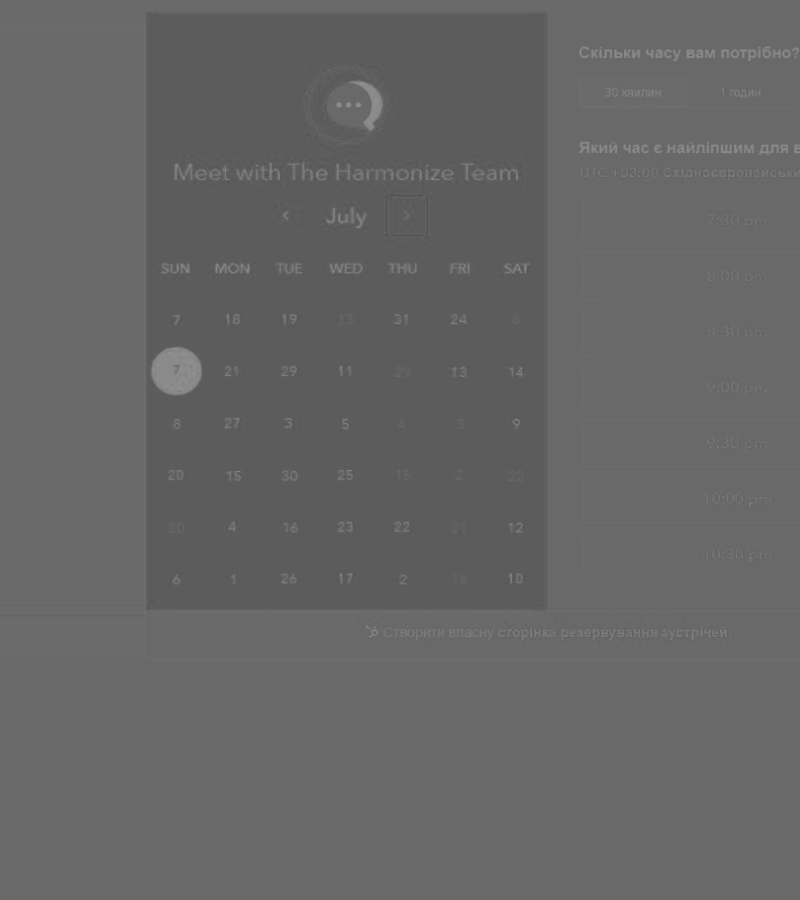 Meet with The Harmonize Team
July
SUN MON TUE WED THU FRI SAT
7 18 19 13 31 24 8
7 21 29 11 29 13 14
8 27 3 5 6 3 9
20 15 30 25 15 2 22
20 4 16 23 22 21 12
6 1 26 17 2 16 10
Скільки часу вам потрібно?
30 хвилин 1 годин
Який час є найліпшим для в
UTC +03:00 Східноєвропейськи
7:30 pm
8:00 pm
8:30 pm
9:00 pm
9:30 pm
10:00 pm
10:30 pm
Створити власну сторінка резервування зустрічей